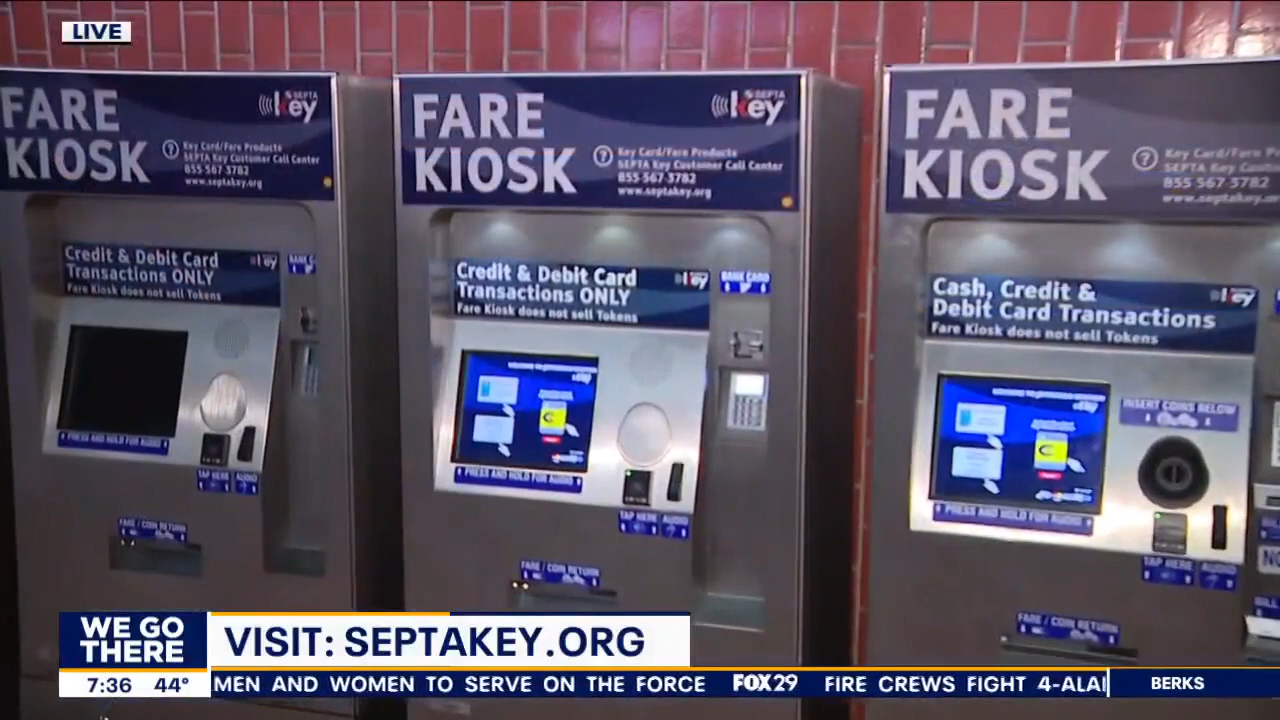 LIVE
FARE
KIOSK
SEPTA
key
Key Card/Fare Products
SEPTA Key Customer Call Center
855 567 3782
www.septakey.org
Credit & Debit Card
Transactions ONLY
Fare Kiosk does not sell Tokens
key
PRESS AND HOLD FOR AUDIO
TAP HERE
AUDIO
FARE / COIN RETURN
FARE
KIOSK
SEPTA
key
Key Card/Fare Products
SEPTA Key Customer Call Center
855 567 3782
www.septakey.org
Credit & Debit Card
Transactions ONLY
Fare Kiosk does not sell Tokens
key
BANK CARD
PRESS AND HOLD FOR AUDIO
TAP HERE
AUDIO
FARE / COIN RETURN
FARE
KIOSK
Key Card/Fare Products
SEPTA Key
855 567 3782
Cash, Credit &
Debit Card Transactions
Fare Kiosk does not sell Tokens
key
INSERT COINS BELOW
PRESS AND HOLD FOR AUDIO
TAP HERE
AUDIO
FARE / COIN RETURN
WE GO
THERE
VISIT: SEPTAKEY.ORG
7:36 44°
MEN AND WOMEN TO SERVE ON THE FORCE FOX29 FIRE CREWS FIGHT 4-ALA
BERKS